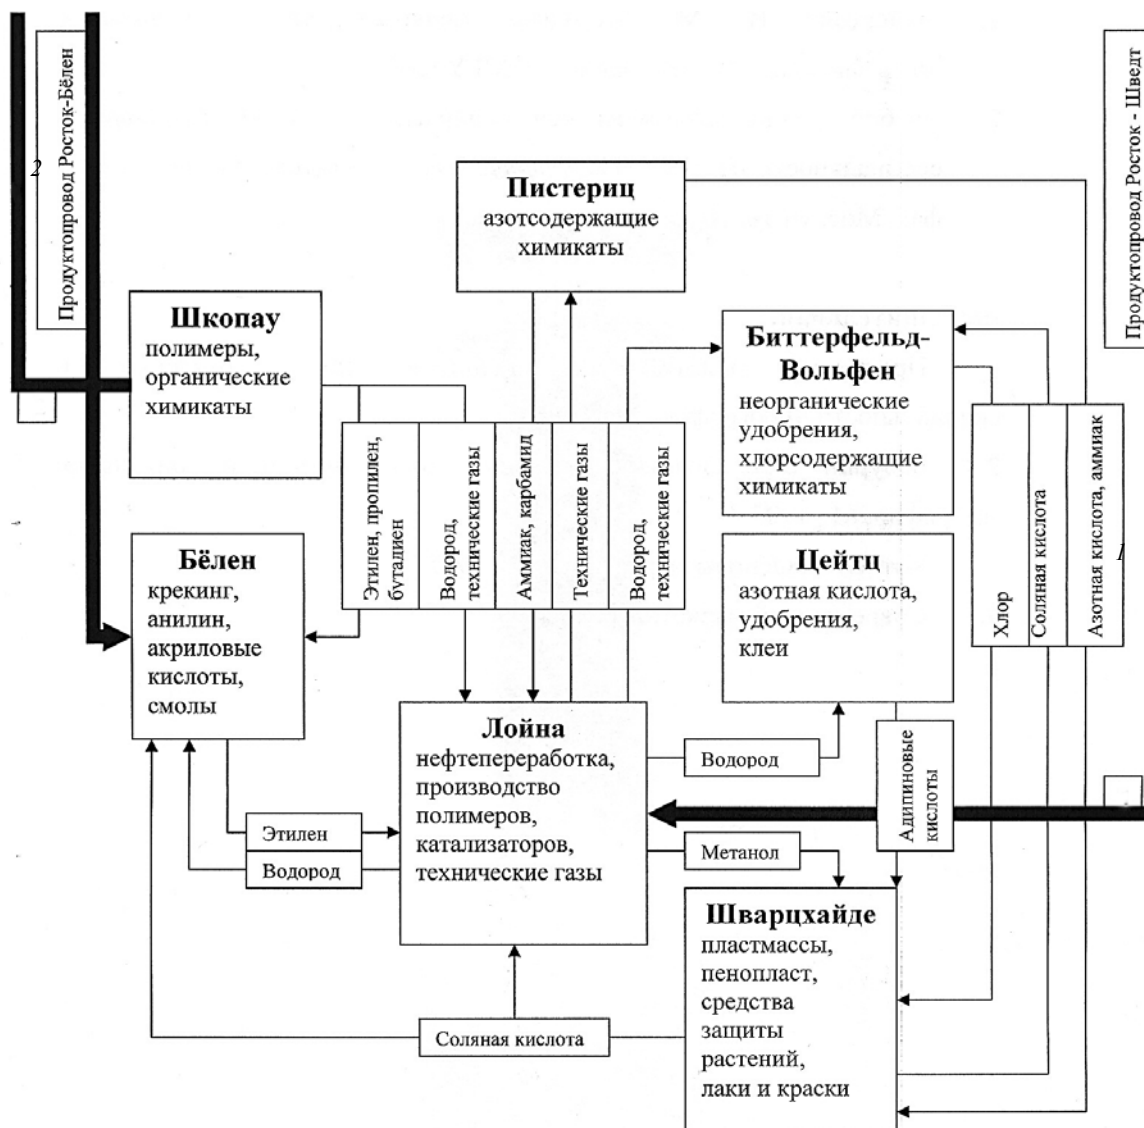 Продуктопровод Росток-Бёлен
2
Продуктопровод Росток - Шведт
Пистериц
азотсодержащие
химикаты
Шкопау
полимеры,
органические
химикаты
Биттерфельд-
Вольфен
неорганические
удобрения,
хлорсодержащие
химикаты
Этилен, пропилен,
бутадиен
Водород,
технические газы
Аммиак, карбамид
Технические газы
Водород,
технические газы
Хлор
Соляная кислота
Азотная кислота, аммиак
1
Бёлен
крекинг,
анилин,
акриловые
кислоты,
смолы
Цейтц
азотная кислота,
удобрения,
клеи
Лойна
нефтепереработка,
производство
полимеров,
катализаторов,
технические газы
Водород
Адипиновые
кислоты
Этилен
Водород
Метанол
Шварцхайде
пластмассы,
пенопласт,
средства
защиты
растений,
лаки и краски
Соляная кислота